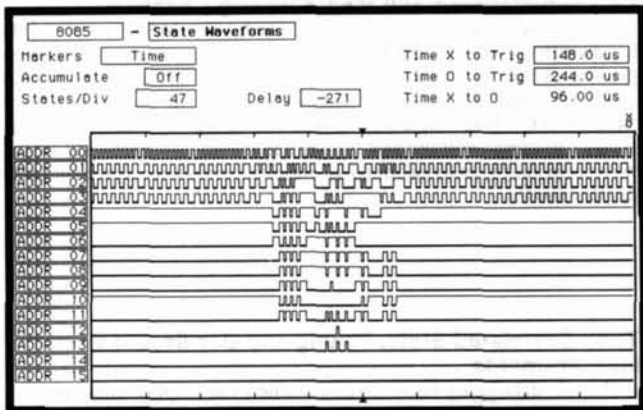 8085 - State Waveforms
Markers Time Time X to Trig 148.0 us
Accumulate Off Time O to Trig 244.0 us
States/Div 47 Delay -271 Time X to O 96.00 us
X
O
ADDR 00
ADDR 01
ADDR 02
ADDR 03
ADDR 04
ADDR 05
ADDR 06
ADDR 07
ADDR 08
ADDR 09
ADDR 10
ADDR 11
ADDR 12
ADDR 13
ADDR 14
ADDR 15